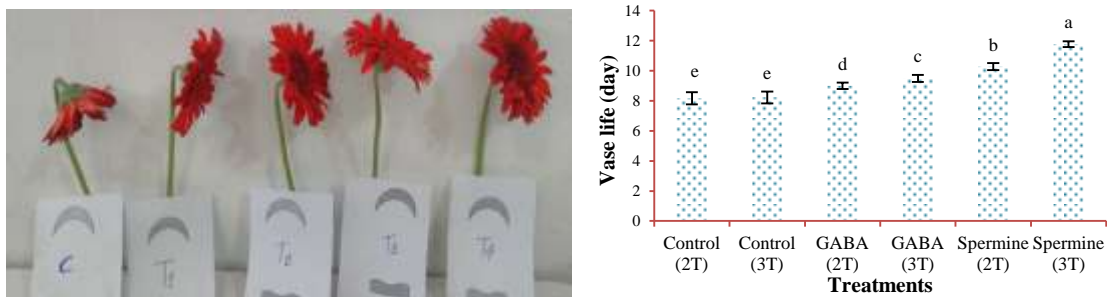 C
14
12
10
8
6
4
2
0
Vase life (day)
e
e
d
c
b
a
Control (2T)
Control (3T)
GABA (2T)
GABA (3T)
Spermine (2T)
Spermine (3T)
Treatments